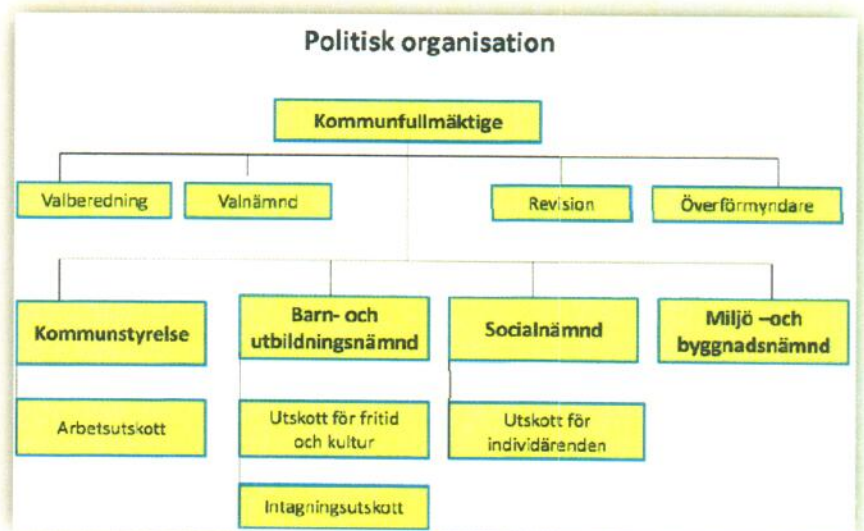 Politisk organisation
Kommunfullmäktige
Valberedning
Valnämnd
Revision
Överförmyndare
Kommunstyrelse
Barn- och
utbildningsnämnd
Socialnämnd
Miljö –och
byggnadsnämnd
Arbetsutskott
Utskott för fritid
och kultur
Utskott för
individärenden
Intagningsutskott